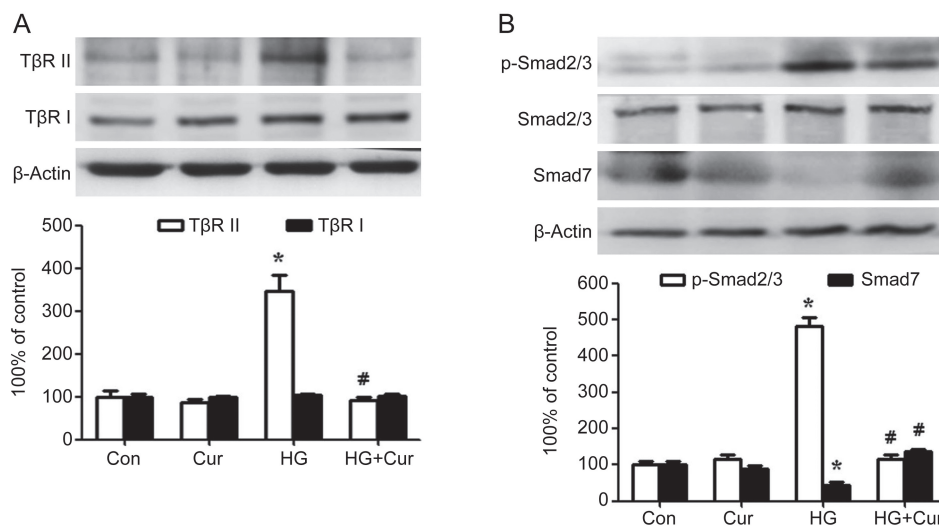 A
TβR II
TβR I
β-Actin
TβR II TβR I
100% of control
500
400
300
200
100
0
*
#
Con Cur HG HG+Cur
B
p-Smad2/3
Smad2/3
Smad7
β-Actin
p-Smad2/3 Smad7
100% of control
600
500
400
300
200
100
0
*
*
# #
Con Cur HG HG+Cur